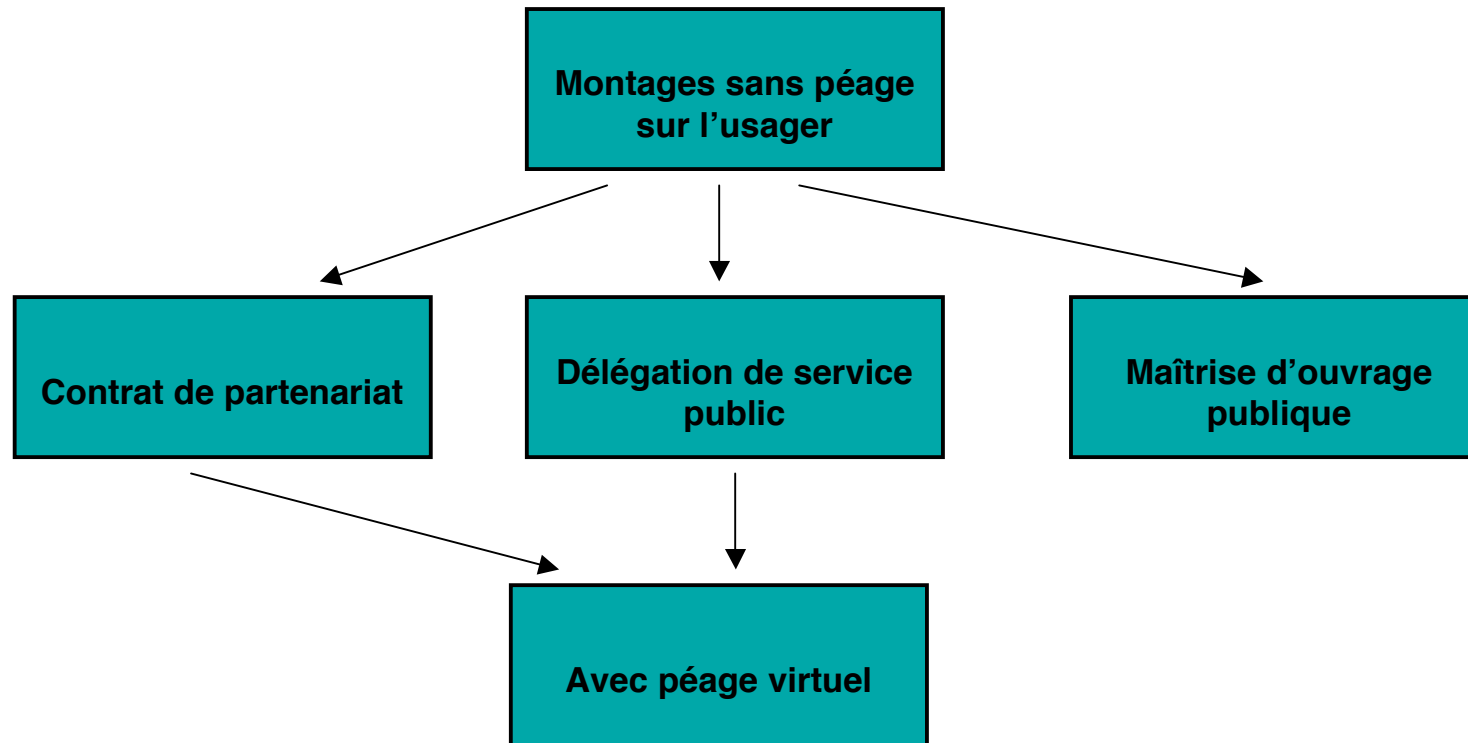 Montages sans péage
sur l’usager
Contrat de partenariat
Délégation de service
public
Maîtrise d’ouvrage
publique
Avec péage virtuel